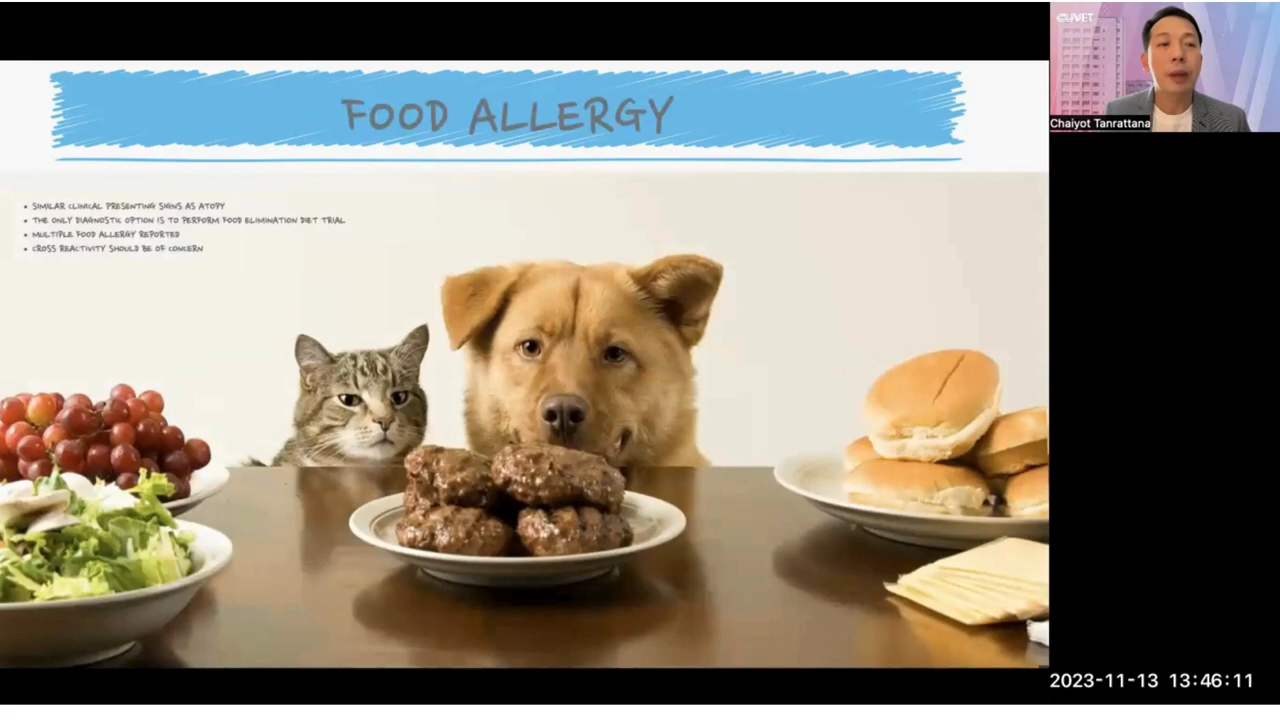 CUVET
FOOD ALLERGY
Chaiyot Tanrattana
• SIMILAR CLINICAL PRESENTING SIGNS AS ATOPY
• THE ONLY DIAGNOSTIC OPTION IS TO PERFORM FOOD ELIMINATION DIET TRIAL
• MULTIPLE FOOD ALLERGY REPORTED
• CROSS REACTIVITY SHOULD BE OF CONCERN
2023-11-13 13:46:11